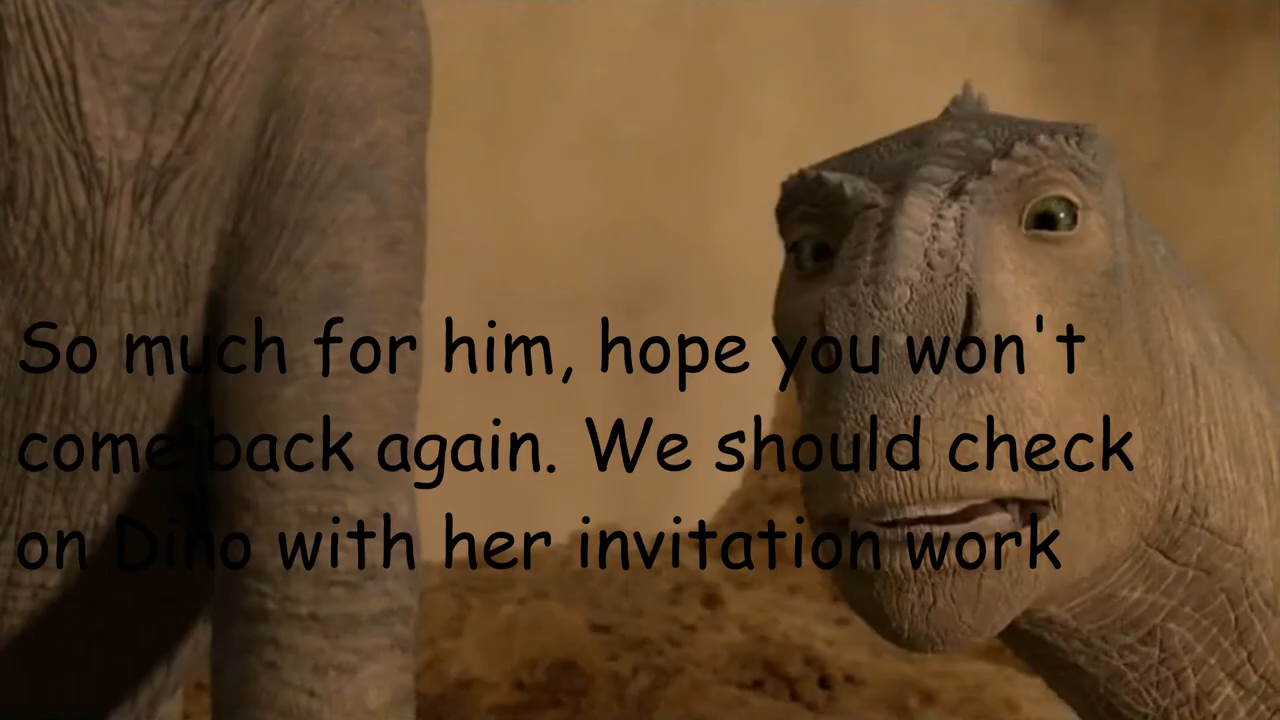 So much for him, hope you won't
come back again. We should check
on Dino with her invitation work